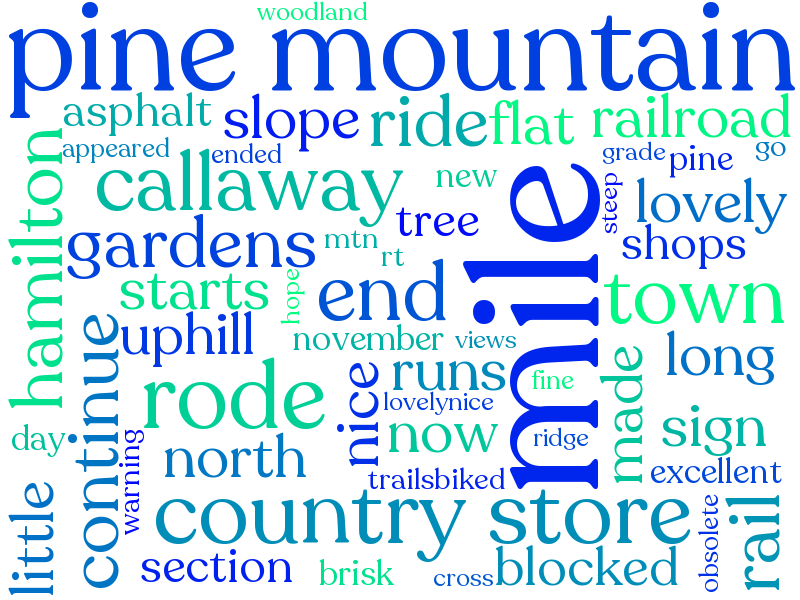 woodland
pine mountain
asphalt
slope
ride
flat
railroad
appeared
ended
grade
pine
go
hamilton
callaway
new
mile
steep
lovely
gardens
mtn
tree
shops
rt
starts
hope
end
town
continue
uphill
november
views
long
rode
nice
runs
fine
made
lovelynice
day
warning
north
now
ridge
sign
trailsbiked
excellent
little
country store
obsolete
rail
section
brisk
cross
blocked